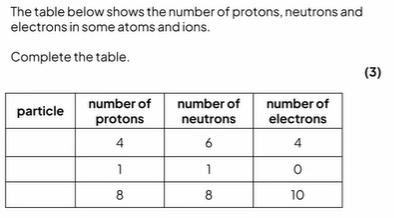 The table below shows the number of protons, neutrons and
electrons in some atoms and ions.
Complete the table.
(3)
particle number of protons number of neutrons number of electrons
4 6 4
1 1 0
8 8 10